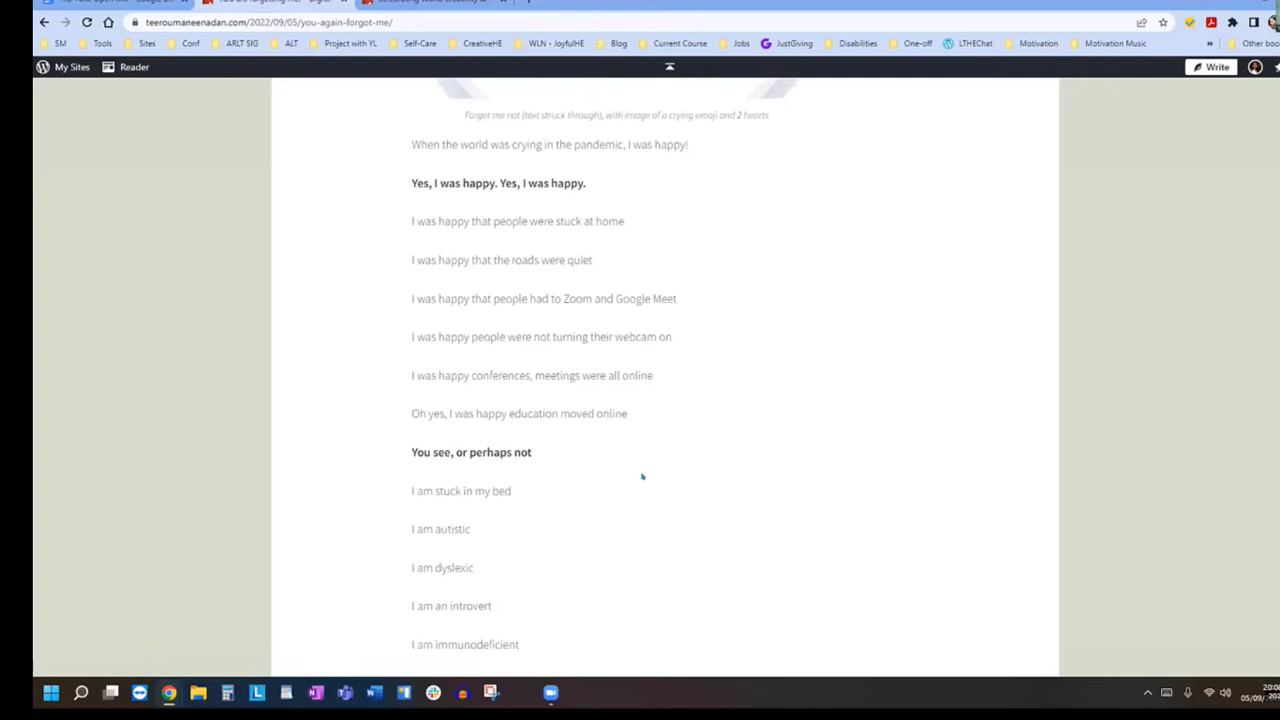 teeroumaneenadan.com/2022/09/05/you-again-forgot-me/
SM Tools Sites Conf ARLT SIG ALT Project with YL Self-Care CreativeHE WLN - JoyfulHE Blog Current Course Jobs JustGiving Disabilities One-off LTHEChat Motivation Motivation Music » Other boo
My Sites Reader Write
Forget me not (text struck through), with image of a crying emoji and 2 hearts
When the world was crying in the pandemic, I was happy!
Yes, I was happy. Yes, I was happy.
I was happy that people were stuck at home
I was happy that the roads were quiet
I was happy that people had to Zoom and Google Meet
I was happy people were not turning their webcam on
I was happy conferences, meetings were all online
Oh yes, I was happy education moved online
You see, or perhaps not
I am stuck in my bed
I am autistic
I am dyslexic
I am an introvert
I am immunodeficient
20:0
05/09/